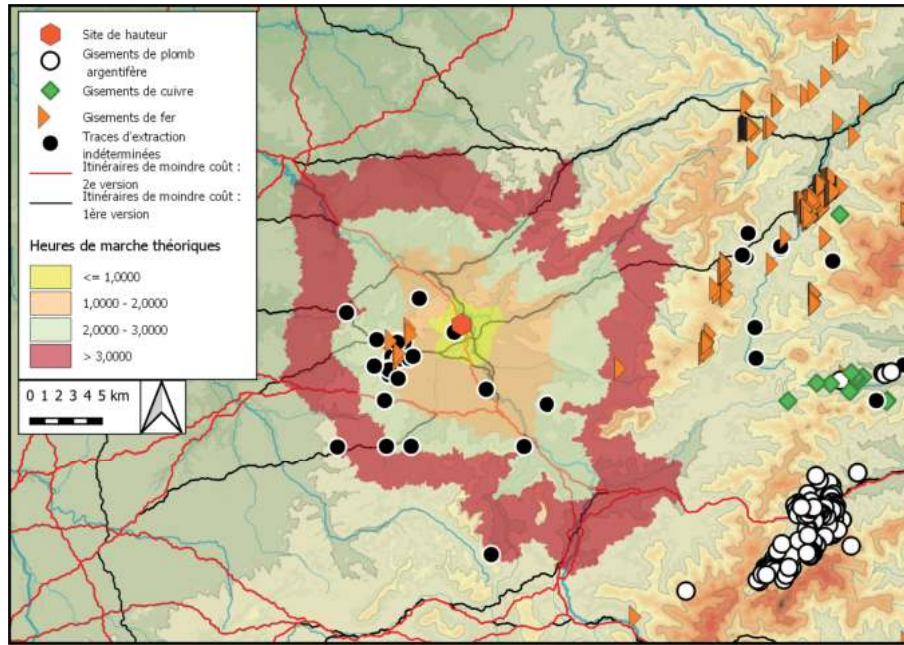 Site de hauteur
Gisements de plomb
argentifère
Gisements de cuivre
Gisements de fer
Traces d'extraction
indéterminées
Itinéraires de moindre coût :
2e version
Itinéraires de moindre coût :
1ère version
Heures de marche théoriques
<= 1,0000
1,0000 - 2,0000
2,0000 - 3,0000
> 3,0000
0 1 2 3 4 5 km